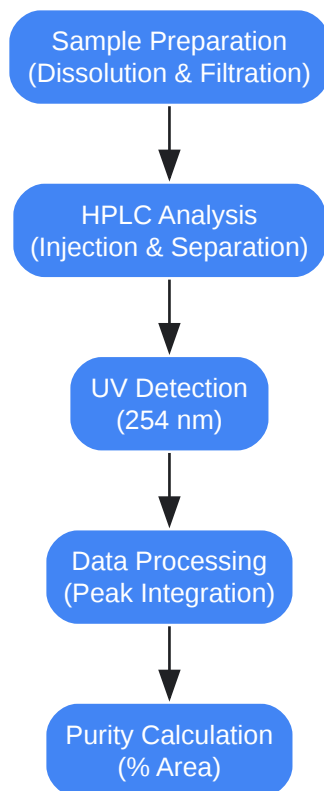 Sample Preparation
(Dissolution & Filtration)
HPLC Analysis
(Injection & Separation)
UV Detection
(254 nm)
Data Processing
(Peak Integration)
Purity Calculation
(% Area)